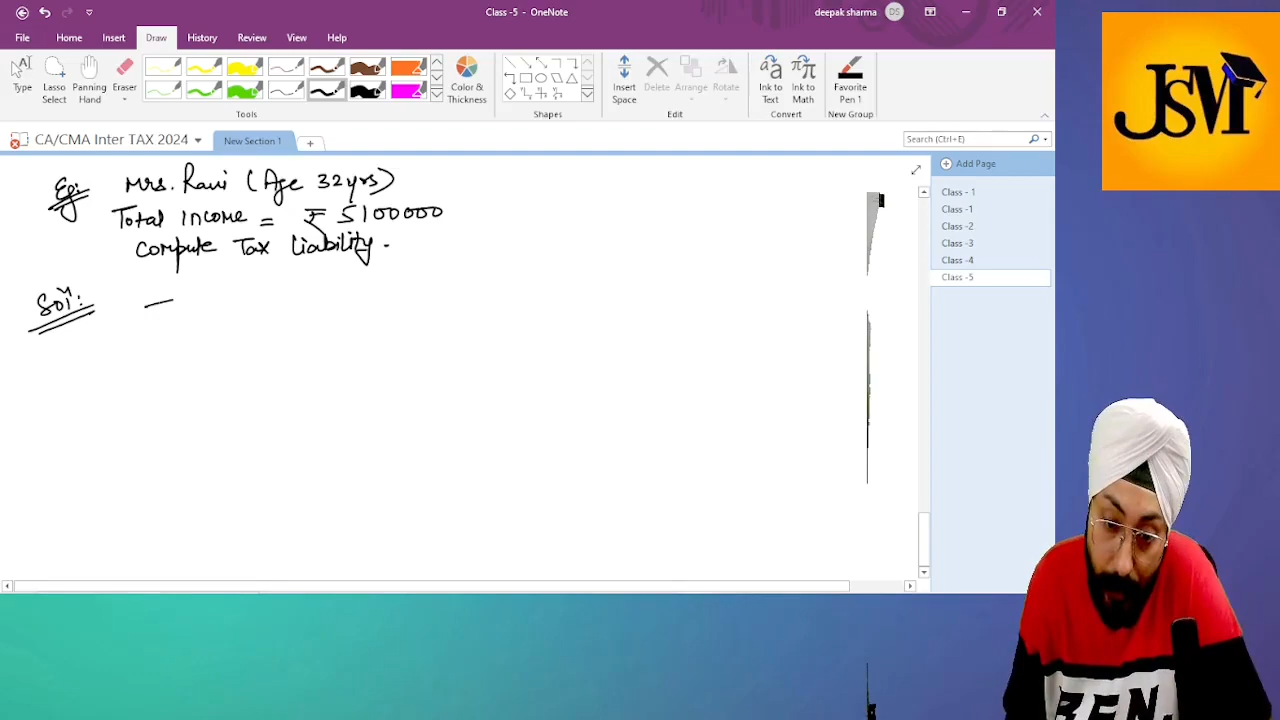 Class -5 - OneNote
deepak sharma DS
File Home Insert Draw History Review View Help
Type
Lasso Select
Panning Hand
Eraser
Color & Thickness
Insert Space
Delete
Arrange
Rotate
Ink to Text
Ink to Math
Favorite Pen 1
Tools
Shapes
Edit
Convert
New Group
CA/CMA Inter TAX 2024
New Section 1
Search (Ctrl+E)
Add Page
Class - 1
Class -1
Class -2
Class -3
Class -4
Class -5
Eg: Mrs. Ravi (Age 32yrs)
Total income = ₹ 5100000
compute Tax liability.
Solⁿ:
JSM
BEN